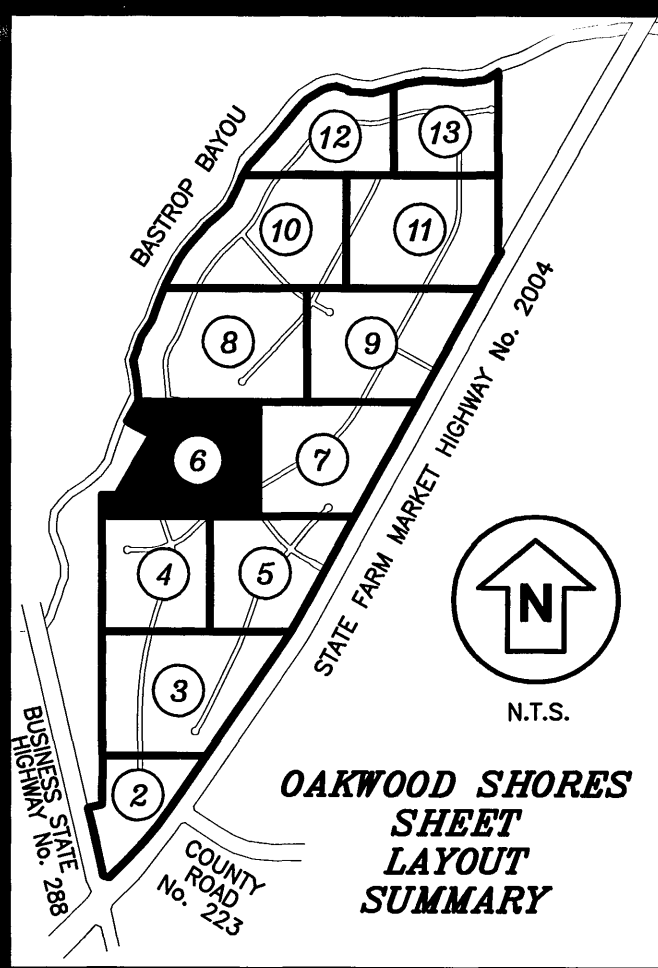 BASTROP BAYOU
12
13
10
11
8
9
6
7
4
5
3
2
STATE FARM MARKET HIGHWAY No. 2004
N
N.T.S.
BUSINESS STATE
HIGHWAY No. 288
COUNTY
ROAD
No. 223
OAKWOOD SHORES
SHEET
LAYOUT
SUMMARY